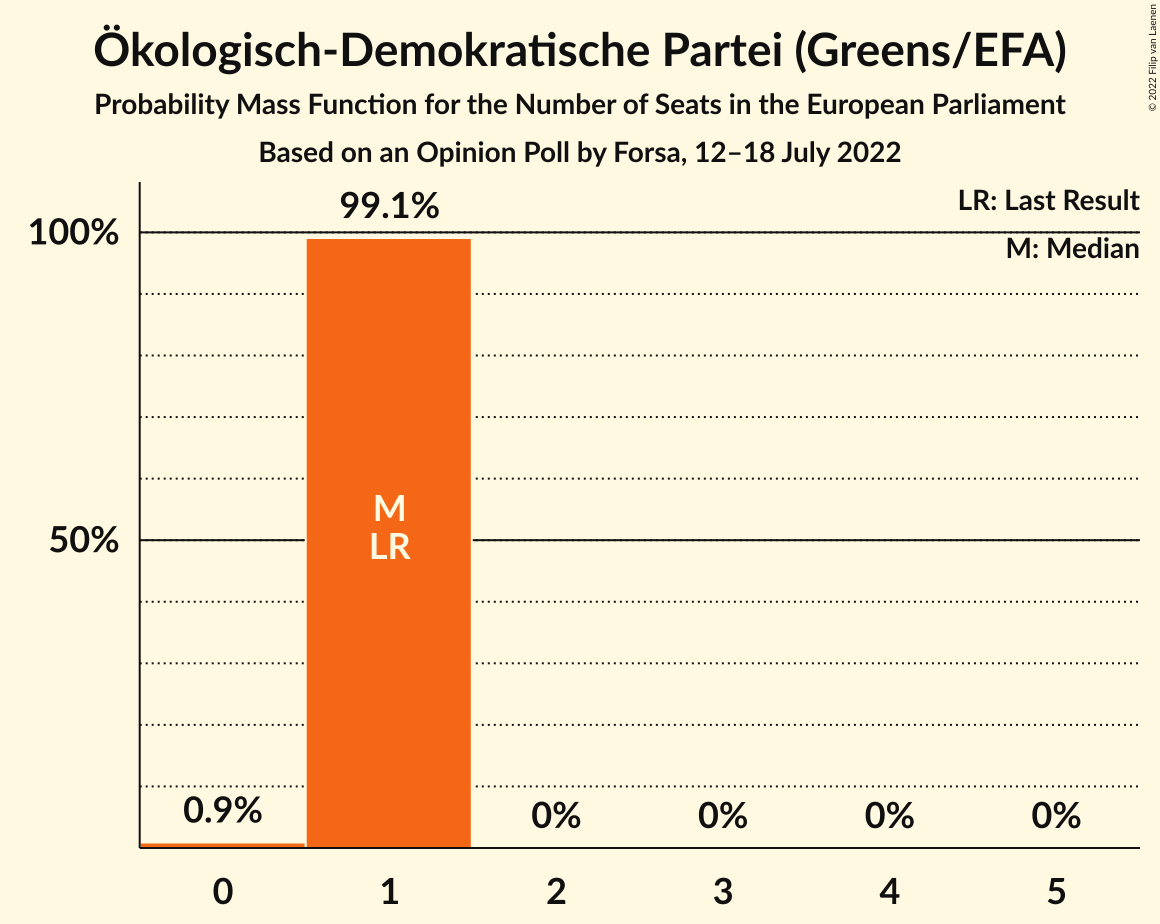 Ökologisch-Demokratische Partei (Greens/EFA)
Probability Mass Function for the Number of Seats in the European Parliament
Based on an Opinion Poll by Forsa, 12–18 July 2022
© 2022 Filip van Laenen
LR: Last Result
M: Median
99.1%
100%
M
LR
50%
0.9%
0%
0%
0%
0%
0
1
2
3
4
5